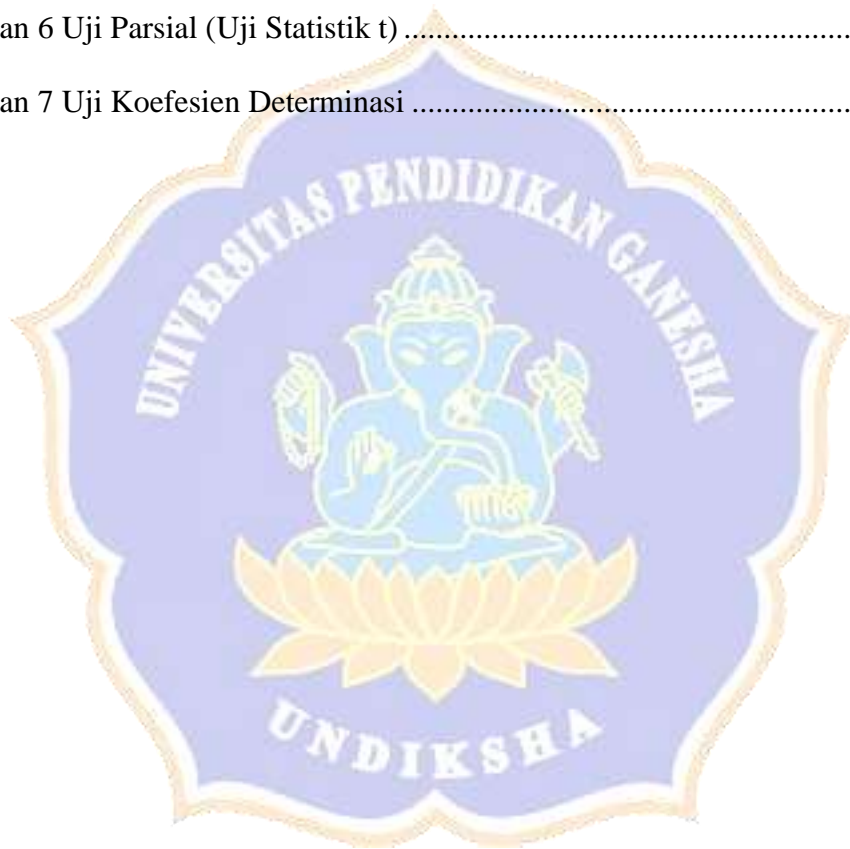 an 6 Uji Parsial (Uji Statistik t) ........................................................
an 7 Uji Koefesien Determinasi .......................................................
UNIVERSITAS PENDIDIKAN GANESHA
UNDIKSHA